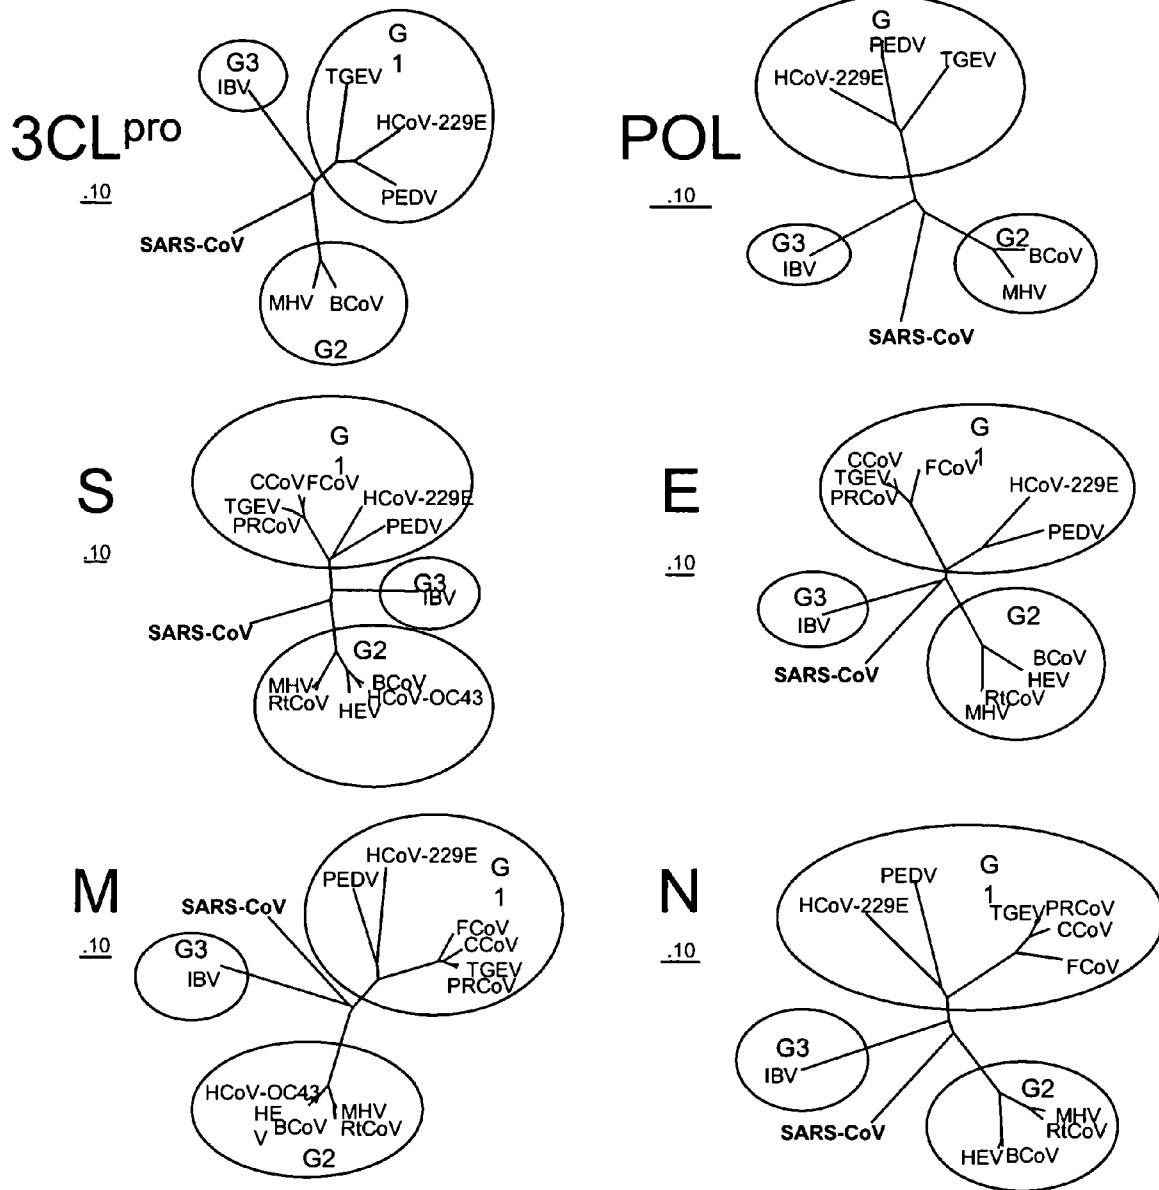 3CLpro
.10
G3
IBV
G
1
TGEV
HCoV-229E
PEDV
SARS-CoV
MHV
BCoV
G2
POL
.10
G
PEDV
HCoV-229E
TGEV
G3
IBV
G2
BCoV
MHV
SARS-CoV
S
.10
G
1
CCoV
FCoV
TGEV
PRCoV
HCoV-229E
PEDV
G3
IBV
SARS-CoV
G2
MHV
RtCoV
BCoV
HCoV-OC43
HEV
E
.10
G
1
CCoV
TGEV
PRCoV
FCoV
HCoV-229E
PEDV
G3
IBV
SARS-CoV
G2
BCoV
HEV
RtCoV
MHV
M
.10
HCoV-229E
G
1
PEDV
SARS-CoV
FCoV
CCoV
TGEV
PRCoV
G3
IBV
HCoV-OC43
HE
V
BCoV
MHV
RtCoV
G2
N
.10
G
1
PEDV
HCoV-229E
TGEV
PRCoV
CCoV
FCoV
G3
IBV
SARS-CoV
G2
MHV
RtCoV
HEV
BCoV